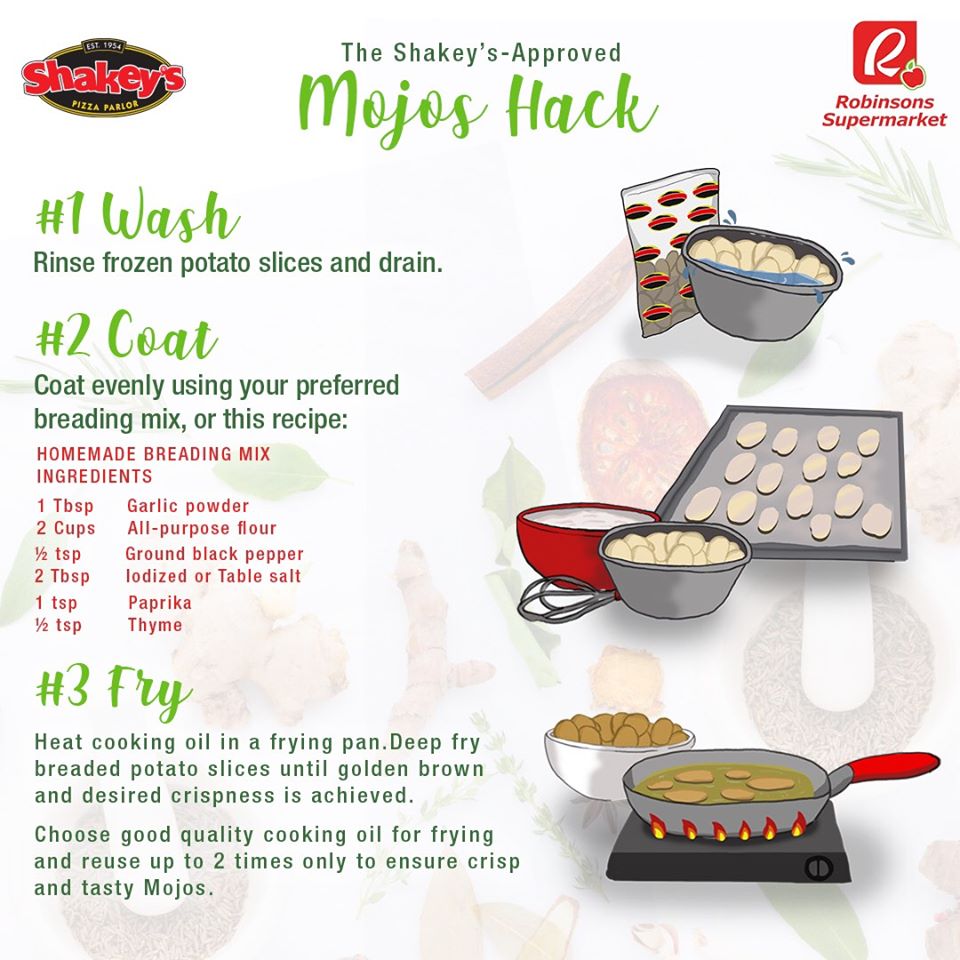 EST. 1954
Shakey's
PIZZA PARLOR
The Shakey's-Approved
Mojos Hack
R
Robinsons
Supermarket
#1 Wash
Rinse frozen potato slices and drain.
#2 Coat
Coat evenly using your preferred
breading mix, or this recipe:
HOMEMADE BREADING MIX
INGREDIENTS
1 Tbsp Garlic powder
2 Cups All-purpose flour
½ tsp Ground black pepper
2 Tbsp Iodized or Table salt
1 tsp Paprika
½ tsp Thyme
#3 Fry
Heat cooking oil in a frying pan.Deep fry
breaded potato slices until golden brown
and desired crispness is achieved.
Choose good quality cooking oil for frying
and reuse up to 2 times only to ensure crisp
and tasty Mojos.